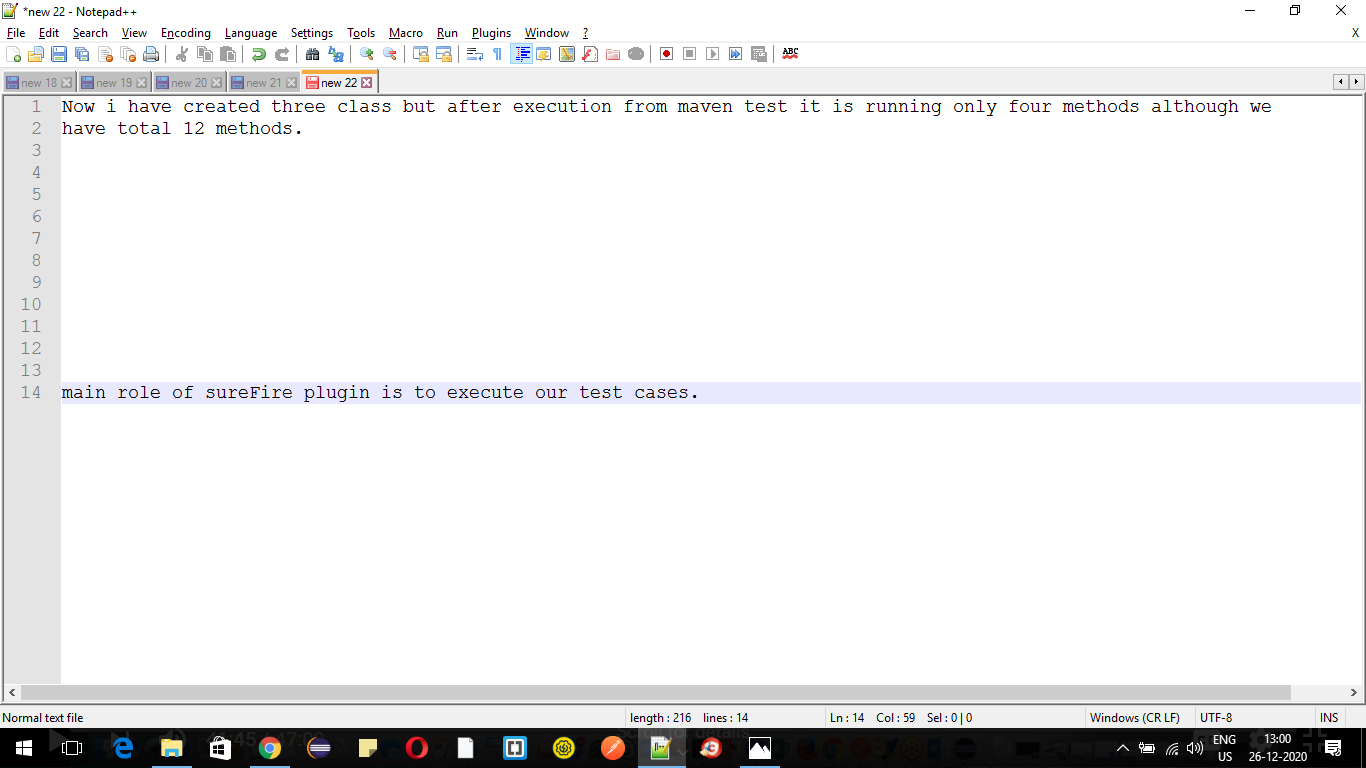 *new 22 - Notepad++
File Edit Search View Encoding Language Settings Tools Macro Run Plugins Window ? X
ABC
new 18 new 19 new 20 new 21 new 22
1 Now i have created three class but after execution from maven test it is running only four methods although we
2 have total 12 methods.
3
4
5
6
7
8
9
10
11
12
13
14 main role of sureFire plugin is to execute our test cases.
Normal text file length : 216 lines : 14 Ln : 14 Col : 59 Sel : 0 | 0 Windows (CR LF) UTF-8 INS
ENG 13:00
US 26-12-2020